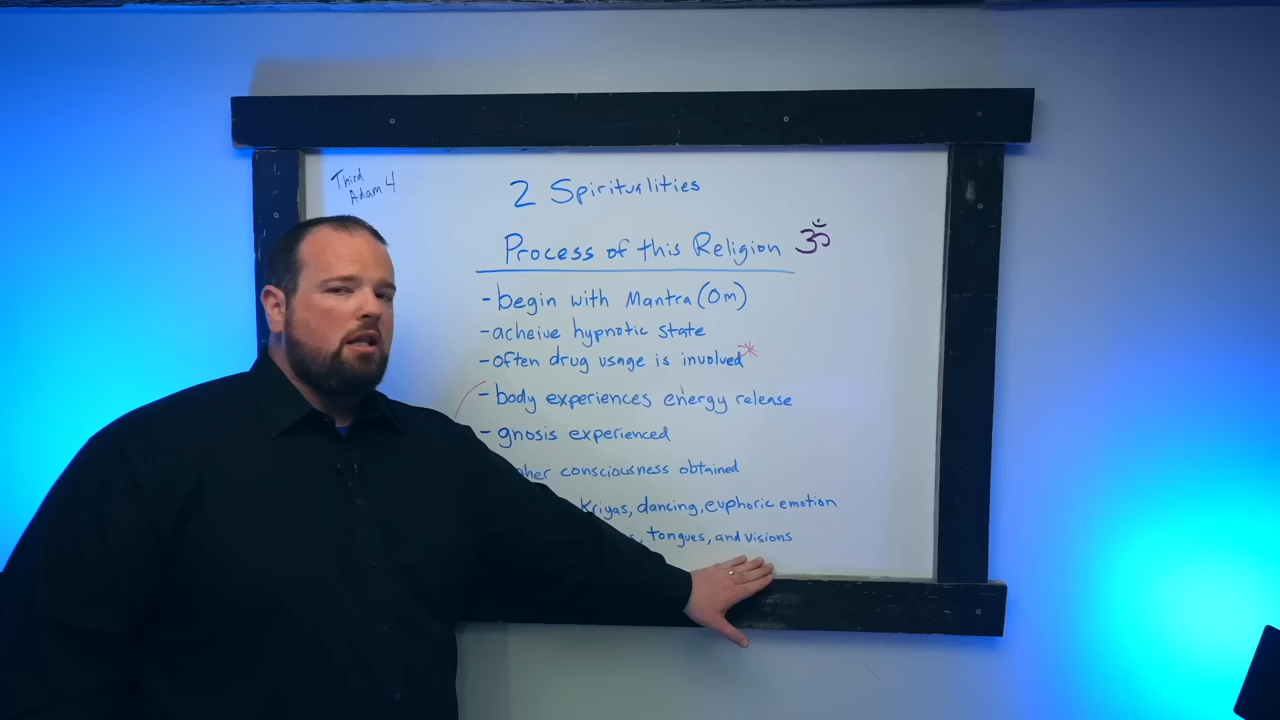 Third
Adam 4
2 Spiritualities
Process of this Religion ॐ
- begin with Mantra (Om)
- acheive hypnotic state
- often drug usage is involved*
- body experiences energy release
- gnosis experienced
consciousness obtained
Kriyas, dancing, euphoric emotion
tongues, and visions